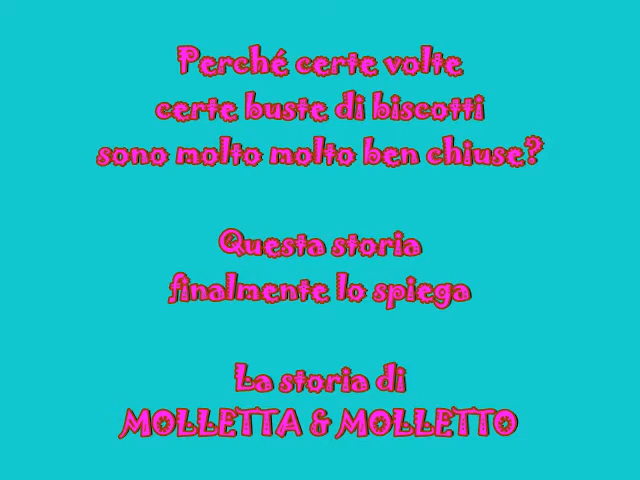 Perché certe volte
certe buste di biscotti
sono molto molto ben chiuse?
Questa storia
finalmente lo spiega
La storia di
MOLLETTA & MOLLETTO